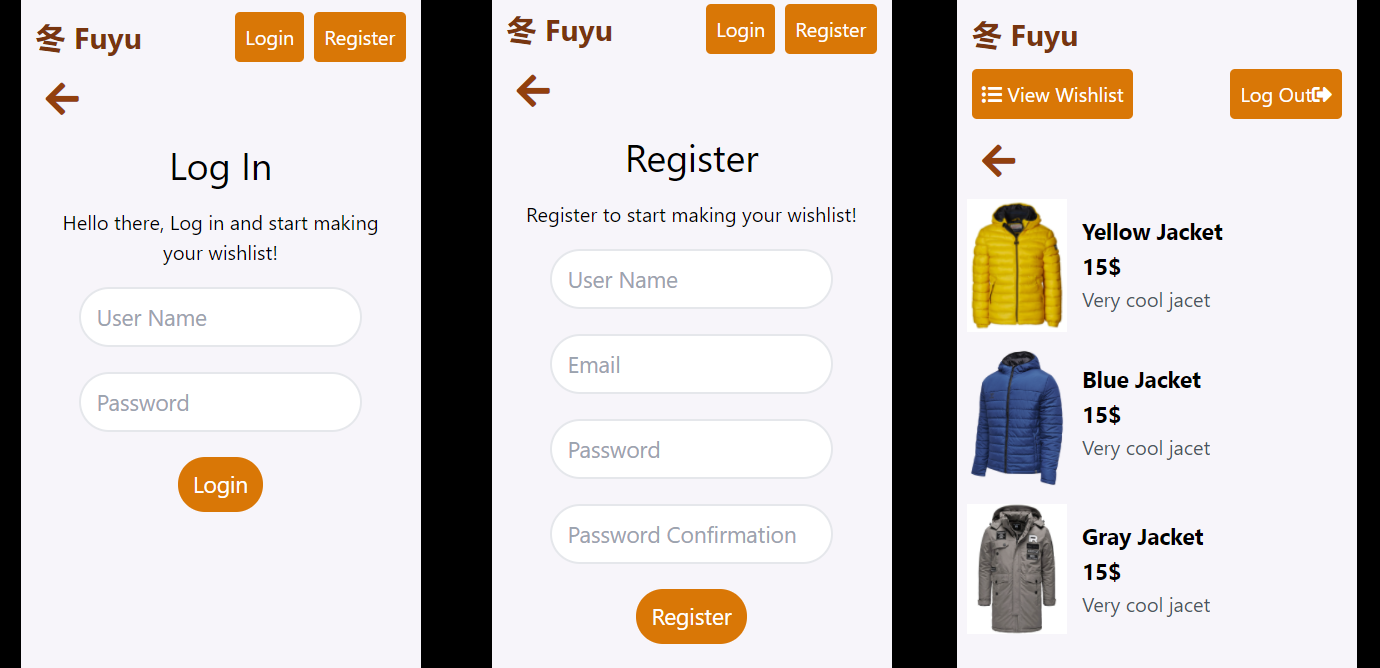 冬 Fuyu
Login
Register
Log In
Hello there, Log in and start making
your wishlist!
User Name
Password
Login
冬 Fuyu
Login
Register
Register
Register to start making your wishlist!
User Name
Email
Password
Password Confirmation
Register
冬 Fuyu
View Wishlist
Log Out
Yellow Jacket
15$
Very cool jacet
Blue Jacket
15$
Very cool jacet
Gray Jacket
15$
Very cool jacet